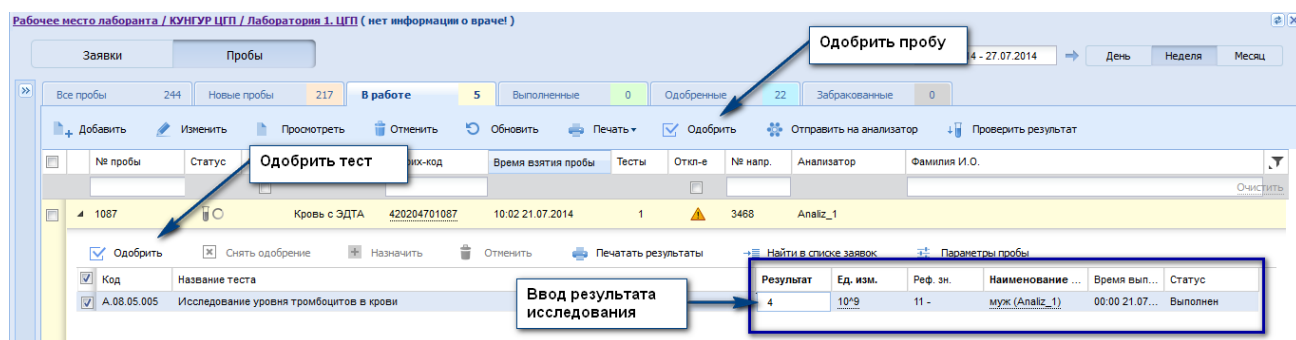 Рабочее место лаборанта / КУНГУР ЦГП / Лаборатория 1. ЦГП ( нет информации о враче! )
Одобрить пробу
Заявки Пробы 4 - 27.07.2014 День Неделя Месяц
Все пробы 244 Новые пробы 217 В работе 5 Выполненные 0 Одобренные 22 Забракованные 0
Добавить Изменить Просмотреть Отменить Обновить Печать Одобрить Отправить на анализатор Проверить результат
Одобрить тест
№ пробы Статус рих-код Время взятия пробы Тесты Откл-е № напр. Анализатор Фамилия И.О.
Очистить
1087 Кровь с ЭДТА 420204701087 10:02 21.07.2014 1 3468 Analiz_1
Одобрить Снять одобрение Назначить Отменить Печатать результаты Найти в списке заявок Параметры пробы
Код Название теста Результат Ед. изм. Реф. зн. Наименование ... Время вып... Статус
A.08.05.005 Исследование уровня тромбоцитов в крови 4 10^9 11 - муж (Analiz_1) 00:00 21.07... Выполнен
Ввод результата
исследования